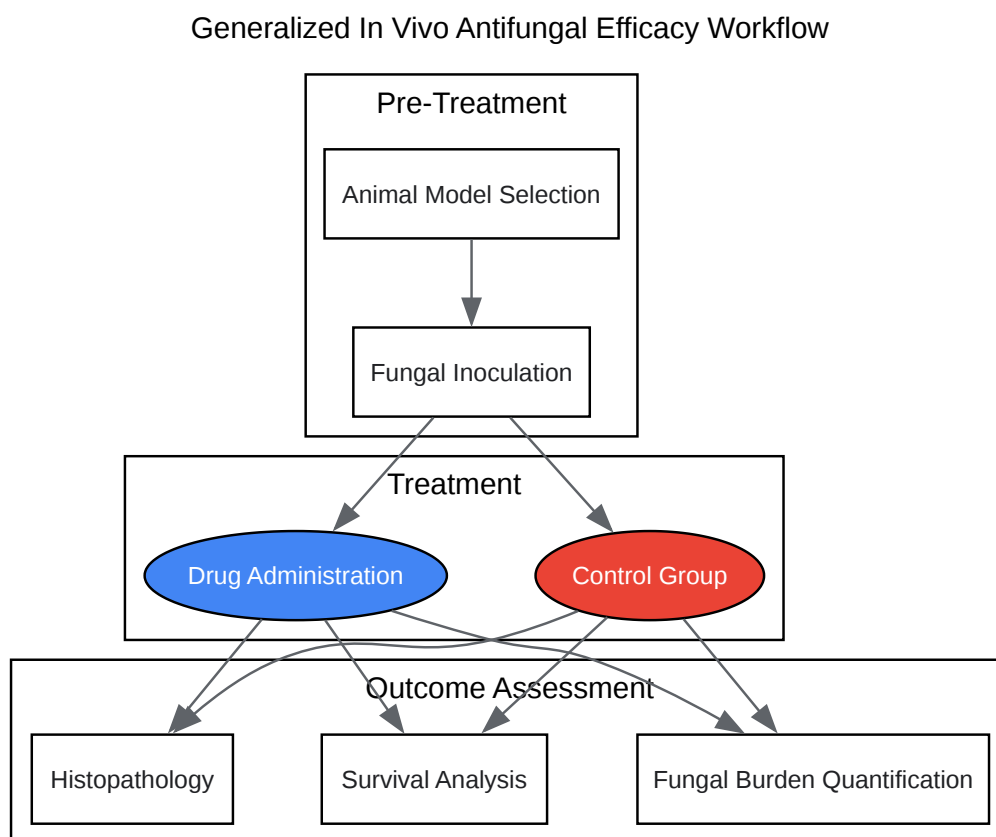 Generalized In Vivo Antifungal Efficacy Workflow
Pre-Treatment
Animal Model Selection
Fungal Inoculation
Treatment
Drug Administration
Control Group
Outcome Assessment
Histopathology
Survival Analysis
Fungal Burden Quantification